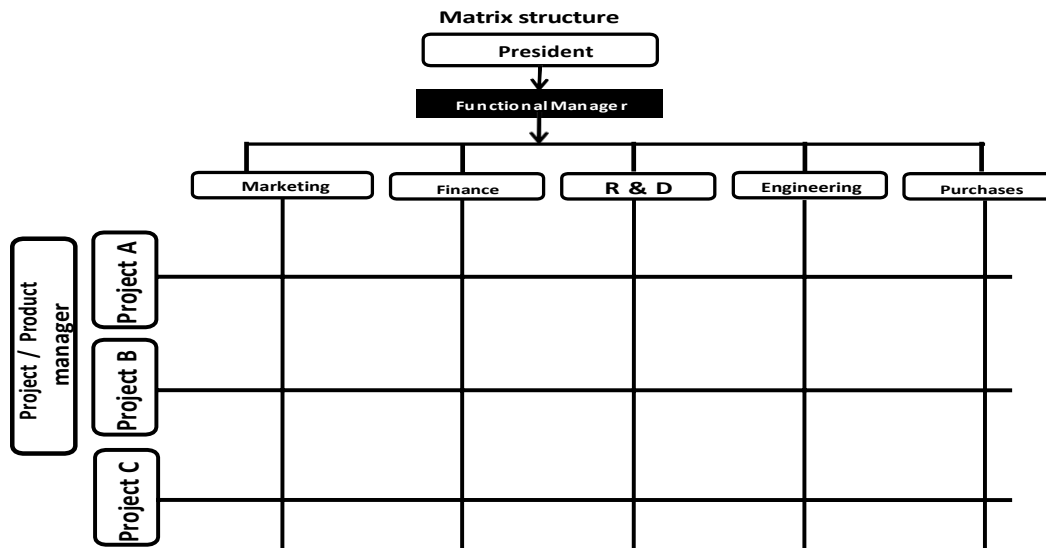 Matrix structure
President
Functional Manager
Marketing
Finance
R & D
Engineering
Purchases
Project / Product
manager
Project A
Project B
Project C